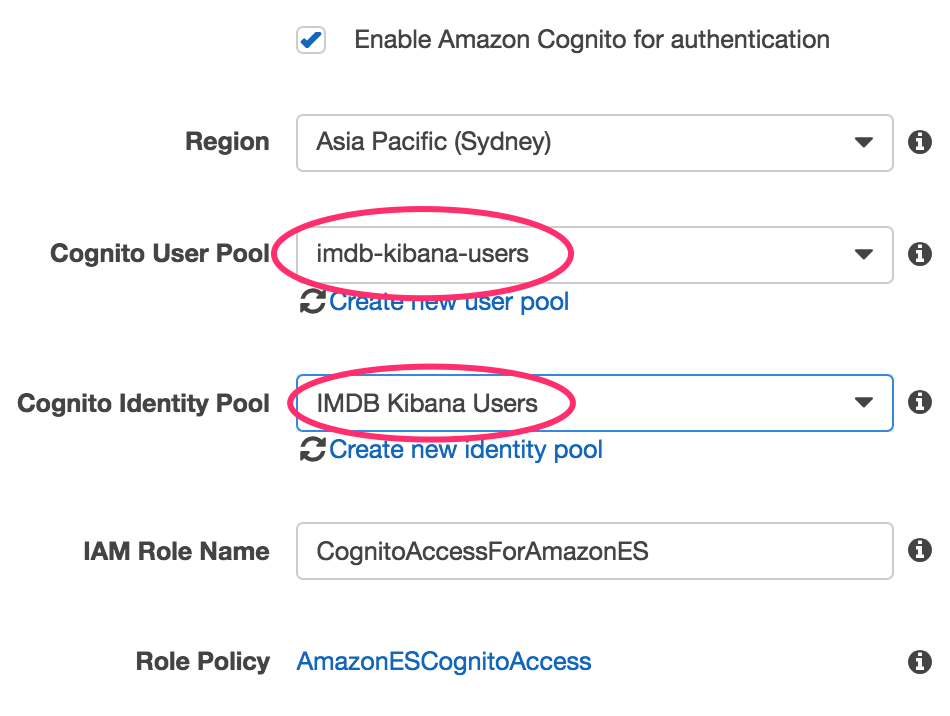 Enable Amazon Cognito for authentication
Region Asia Pacific (Sydney)
Cognito User Pool imdb-kibana-users
Create new user pool
Cognito Identity Pool IMDB Kibana Users
Create new identity pool
IAM Role Name CognitoAccessForAmazonES
Role Policy AmazonESCognitoAccess